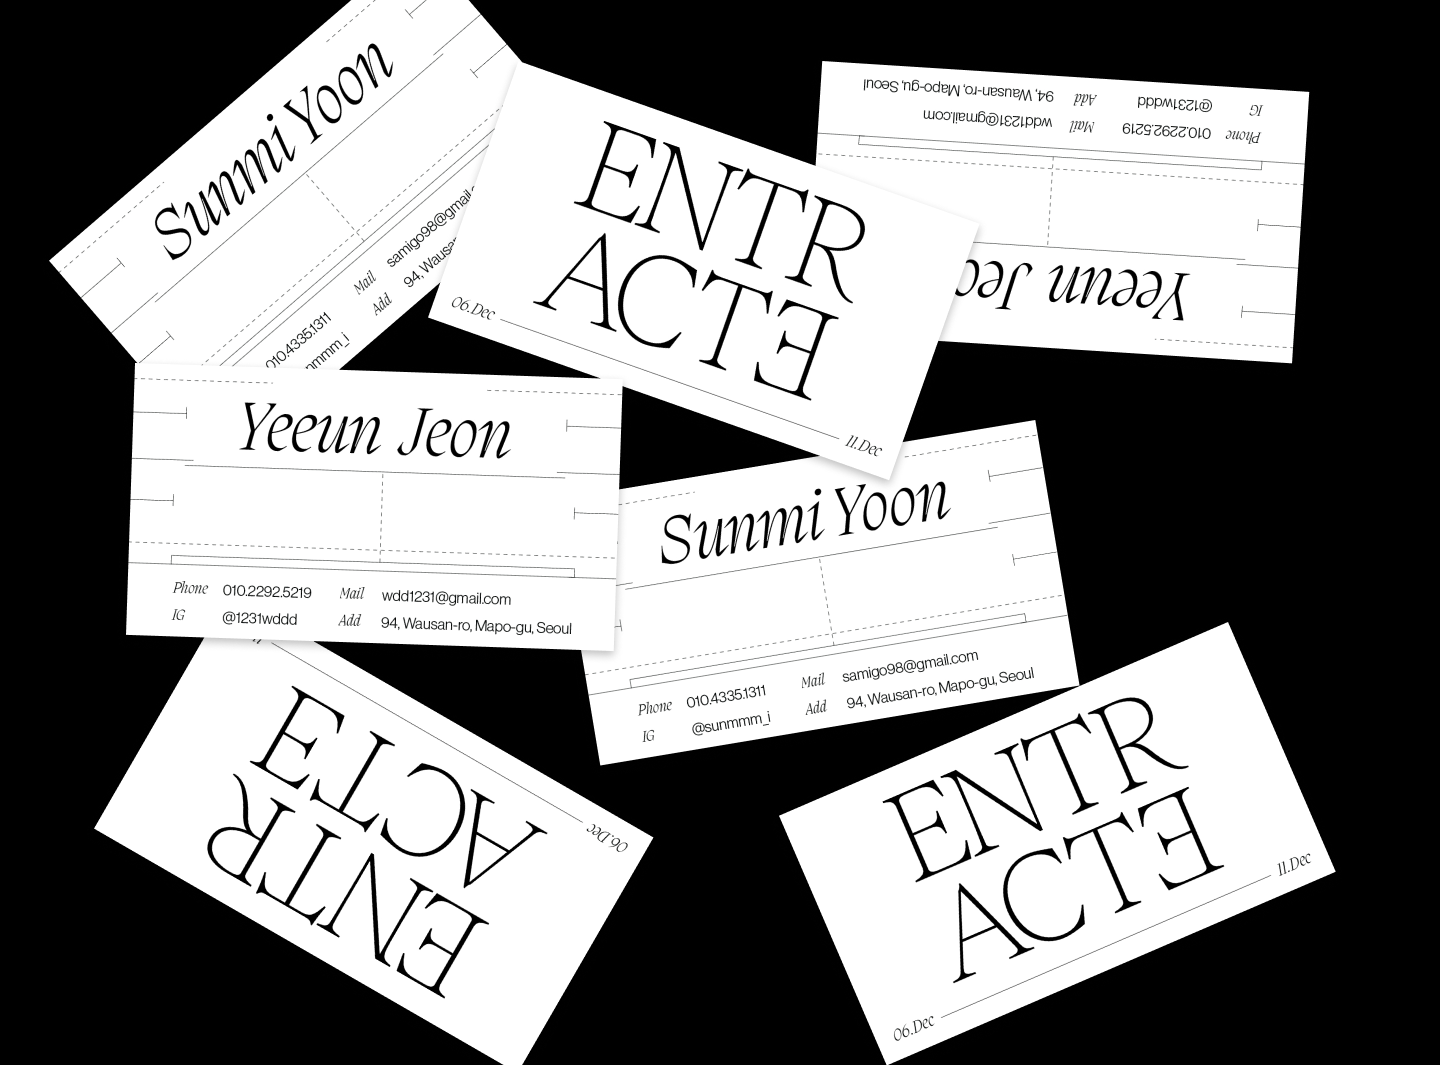 Sunmi Yoon
Mail samigo98@gmail
Add 94,
010.4335.1311
ENTR
ACTE
06.Dec
11.Dec
Phone 010.2292.5219 Mail wdd1231@gmail.com
IG @1231wddd Add 94, Wausan-ro, Mapo-gu, Seoul
Yeeun
Yeeun Jeon
Phone 010.2292.5219 Mail wdd1231@gmail.com
IG @1231wddd Add 94, Wausan-ro, Mapo-gu, Seoul
Sunmi Yoon
Phone 010.4335.1311 Mail samigo98@gmail.com
IG @sunmmm_i Add 94, Wausan-ro, Mapo-gu, Seoul
ENTR
ACTE
06.Dec
ENTR
ACTE
06.Dec
11.Dec